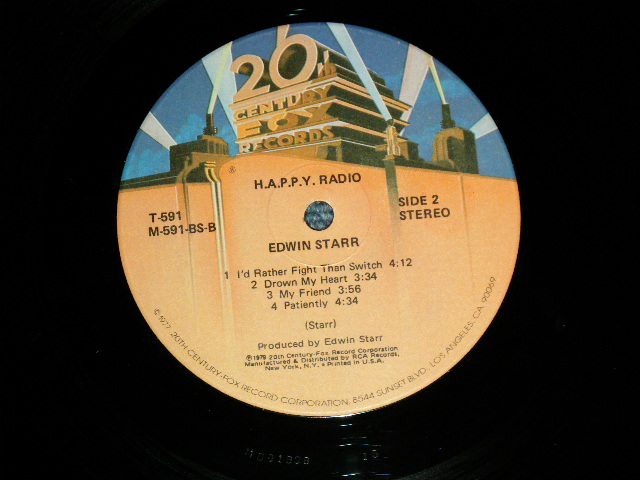 20th
CENTURY
FOX
RECORDS
®
H.A.P.P.Y. RADIO
T-591
M-591-BS-B
SIDE 2
STEREO
EDWIN STARR
1 I'd Rather Fight Than Switch 4:12
2 Drown My Heart 3:34
3 My Friend 3:56
4 Patiently 4:34
(Starr)
Produced by Edwin Starr
℗1979 20th Century-Fox Record Corporation
Manufactured & Distributed by RCA Records,
New York, N.Y. • Printed in U.S.A.
©1977, 20TH CENTURY-FOX RECORD CORPORATION, 8544 SUNSET BLVD., LOS ANGELES, CA 90069